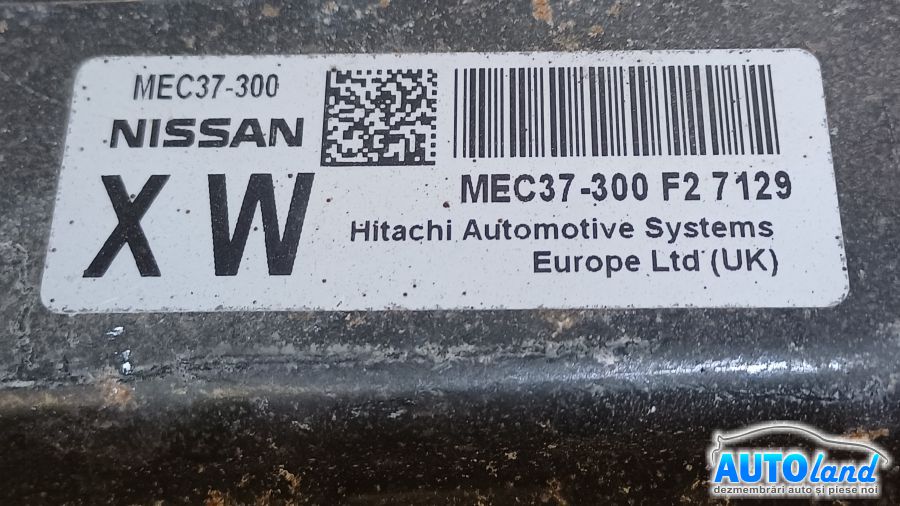 MEC37-300
NISSAN
X W
MEC37-300 F2 7129
Hitachi Automotive Systems
Europe Ltd (UK)
AUTOland
dezmembrări auto și piese noi